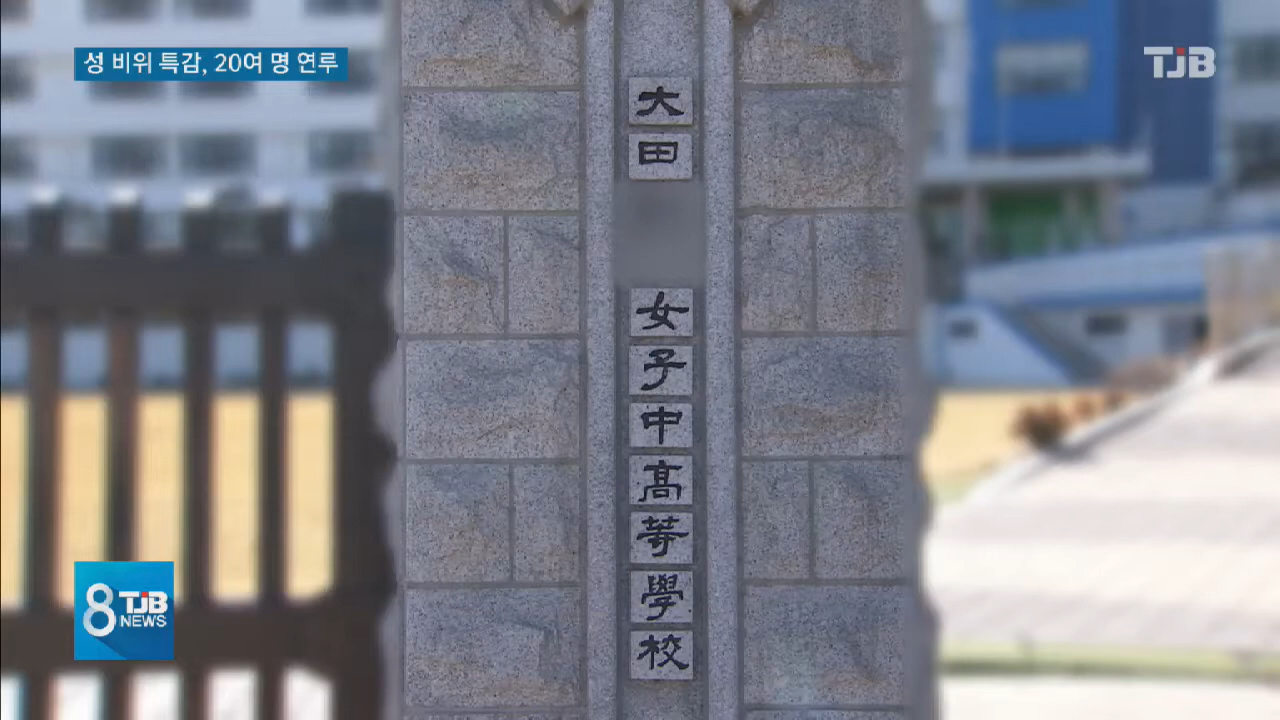 성 비위 특감, 20여 명 연루
TJB
大
田
女
子
中
高
等
學
校
8 TJB
NEWS